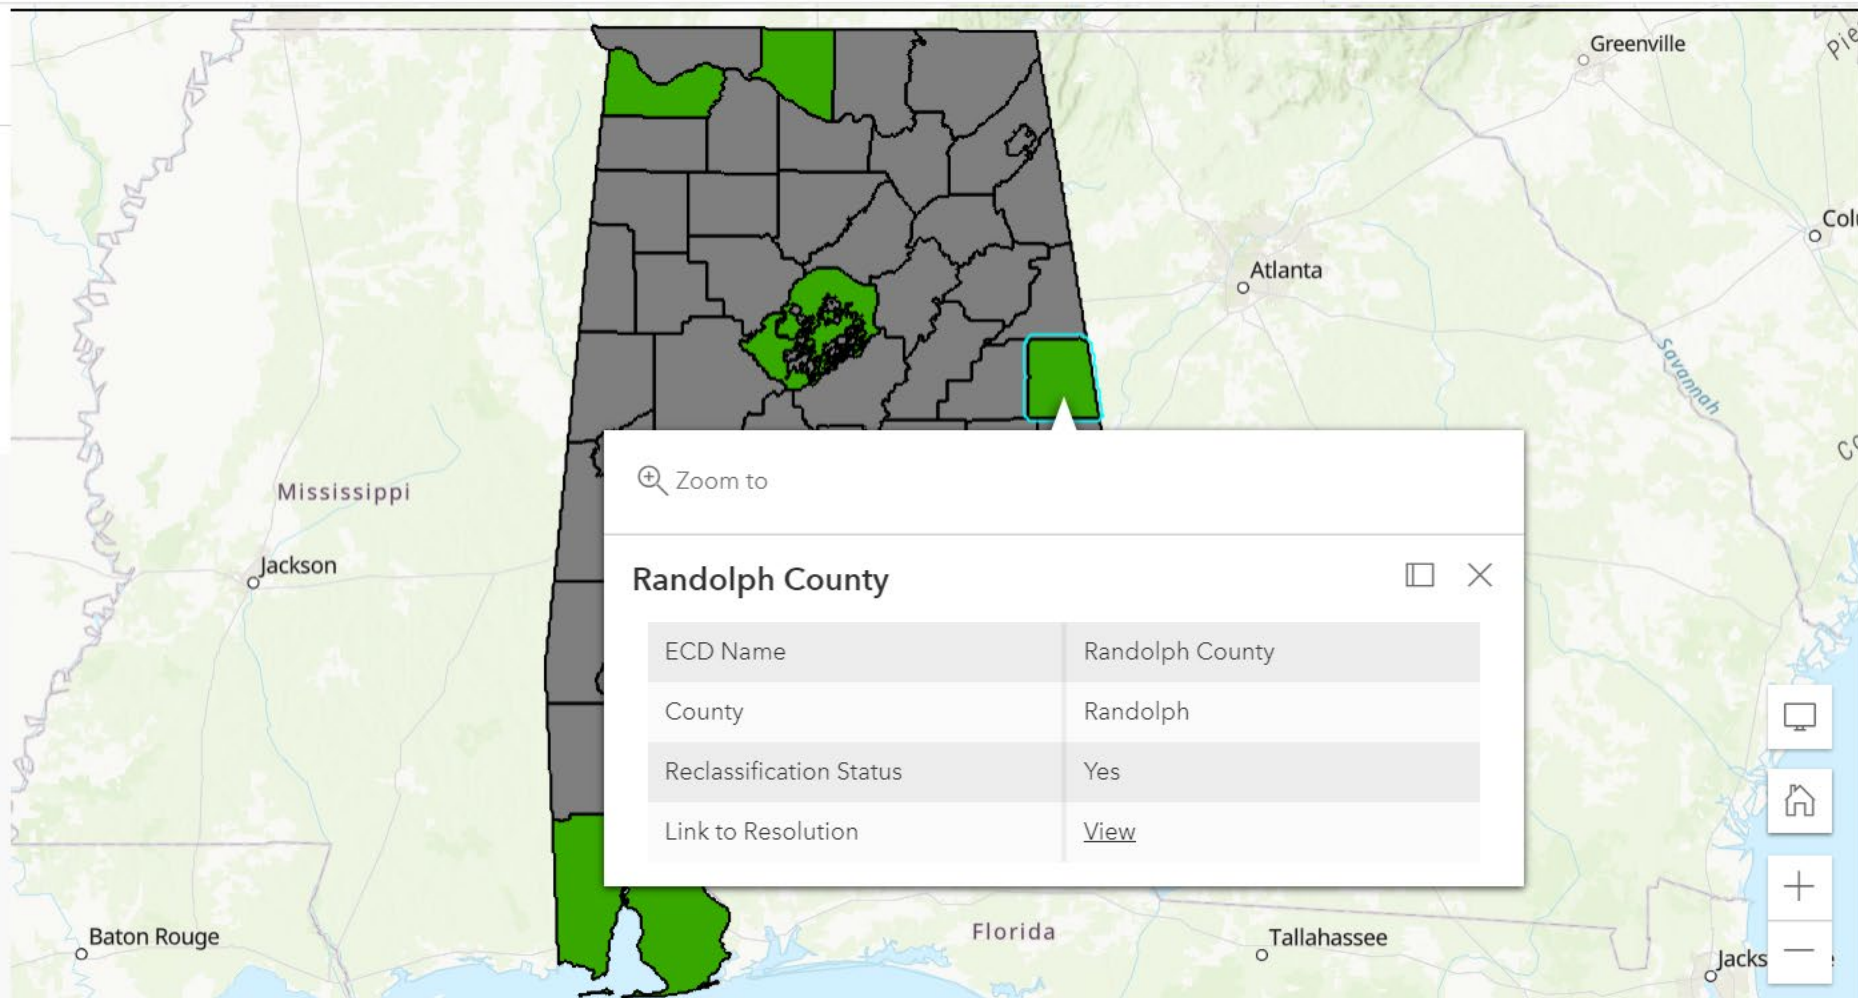 Greenville
Atlanta
Savannah
Zoom to
Mississippi
Jackson
Randolph County
ECD Name Randolph County
County Randolph
Reclassification Status Yes
Link to Resolution View
Baton Rouge
Florida
Tallahassee